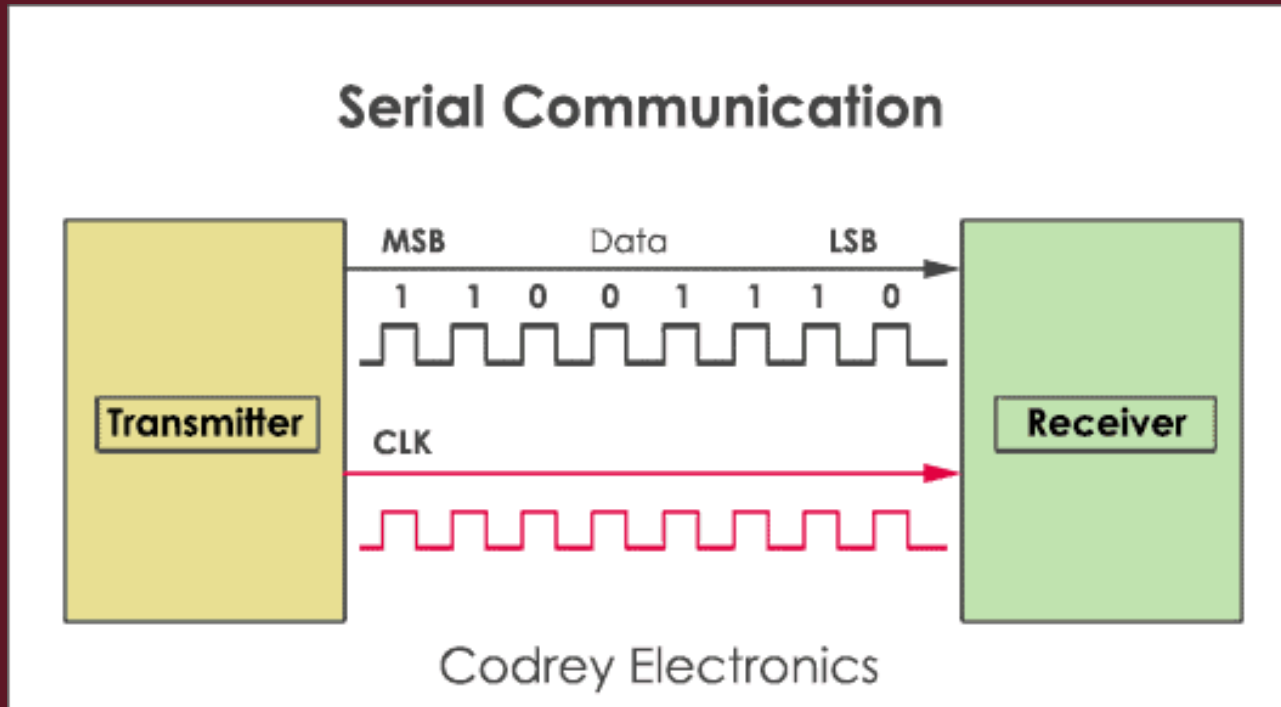 Serial Communication
MSB Data LSB
1 1 0 0 1 1 1 0
Transmitter
CLK
Receiver
Codrey Electronics